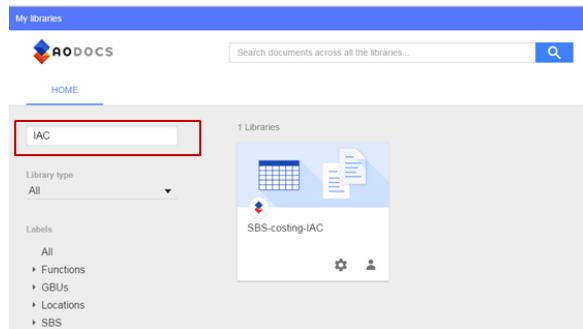 My libraries
AODOCS
Search documents across all the libraries...
HOME
IAC
1 Libraries
Library type
All
SBS-costing-IAC
Labels
All
Functions
GBUs
Locations
SBS